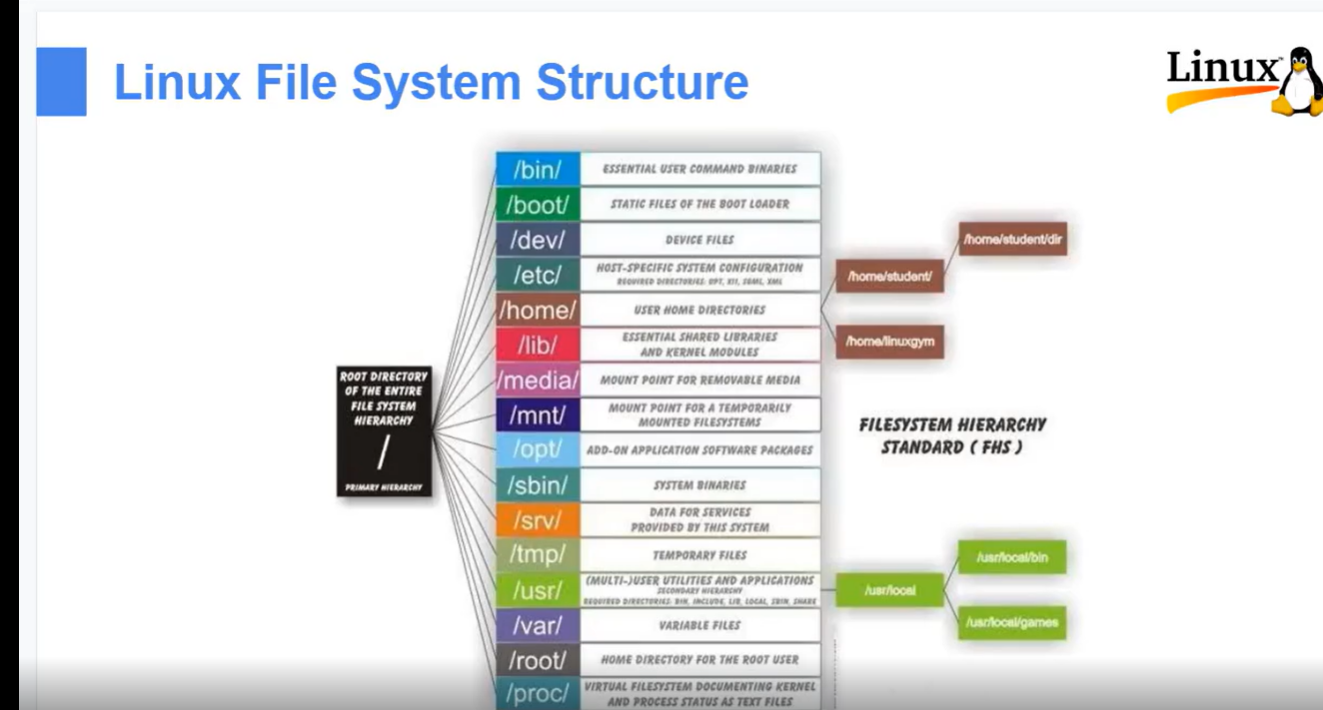 Linux File System Structure
Linux
/bin/
ESSENTIAL USER COMMAND BINARIES
/boot/
STATIC FILES OF THE BOOT LOADER
/dev/
DEVICE FILES
/etc/
HOST-SPECIFIC SYSTEM CONFIGURATION
REQUIRED DIRECTORIES: OPT, X11, SGML, XML
/home/
USER HOME DIRECTORIES
/home/student/
/home/student/dir
/home/linuxgym
/lib/
ESSENTIAL SHARED LIBRARIES
AND KERNEL MODULES
/media/
MOUNT POINT FOR REMOVABLE MEDIA
/mnt/
MOUNT POINT FOR A TEMPORARILY
MOUNTED FILESYSTEMS
/opt/
ADD-ON APPLICATION SOFTWARE PACKAGES
/sbin/
SYSTEM BINARIES
/srv/
DATA FOR SERVICES
PROVIDED BY THIS SYSTEM
/tmp/
TEMPORARY FILES
/usr/
(MULTI-)USER UTILITIES AND APPLICATIONS
SECONDARY HIERARCHY
REQUIRED DIRECTORIES: BIN, INCLUDE, LIB, LOCAL, SBIN, SHARE
/usr/local
/usr/local/bin
/usr/local/games
/var/
VARIABLE FILES
/root/
HOME DIRECTORY FOR THE ROOT USER
/proc/
VIRTUAL FILESYSTEM DOCUMENTING KERNEL
AND PROCESS STATUS AS TEXT FILES
ROOT DIRECTORY
OF THE ENTIRE
FILE SYSTEM
HIERARCHY
/
PRIMARY HIERARCHY
FILESYSTEM HIERARCHY
STANDARD ( FHS )